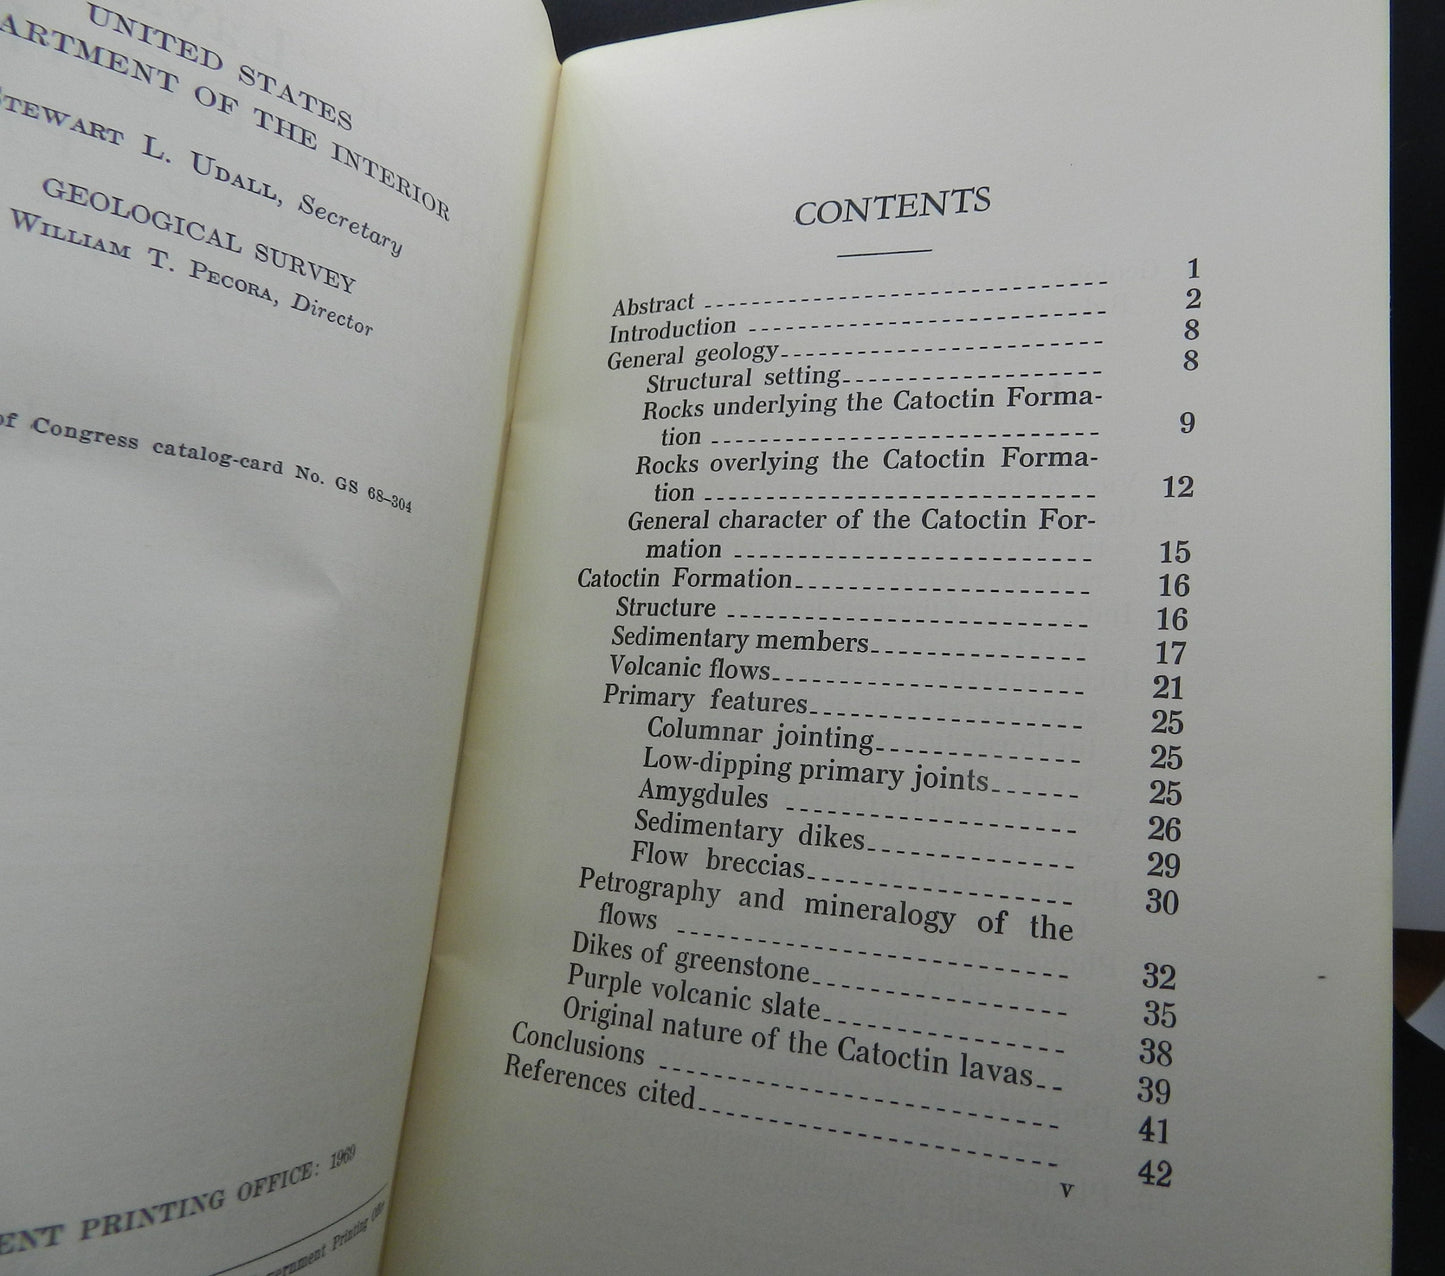 UNITED STATES
ARTMENT OF THE INTERIOR
STEWART L. UDALL, Secretary
GEOLOGICAL SURVEY
WILLIAM T. PECORA, Director
of Congress catalog-card No. GS 68–304
ENT PRINTING OFFICE: 1969
ernment Printing Office
CONTENTS
Abstract 1
Introduction 2
General geology 8
Structural setting 8
Rocks underlying the Catoctin Forma-
tion 9
Rocks overlying the Catoctin Forma-
tion 12
General character of the Catoctin For-
mation 15
Catoctin Formation 16
Structure 16
Sedimentary members 17
Volcanic flows 21
Primary features 25
Columnar jointing 25
Low-dipping primary joints 25
Amygdules 26
Sedimentary dikes 29
Flow breccias 30
Petrography and mineralogy of the
flows 32
Dikes of greenstone 35
Purple volcanic slate 38
Original nature of the Catoctin lavas 39
Conclusions 41
References cited 42
V